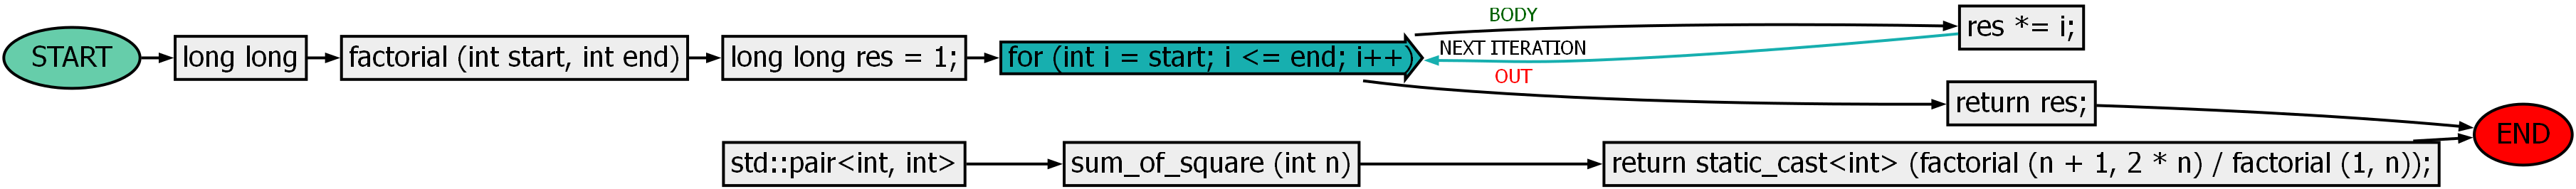 START
long long
factorial (int start, int end)
long long res = 1;
for (int i = start; i <= end; i++)
BODY
res *= i;
NEXT ITERATION
OUT
return res;
END
std::pair<int, int>
sum_of_square (int n)
return static_cast<int> (factorial (n + 1, 2 * n) / factorial (1, n));